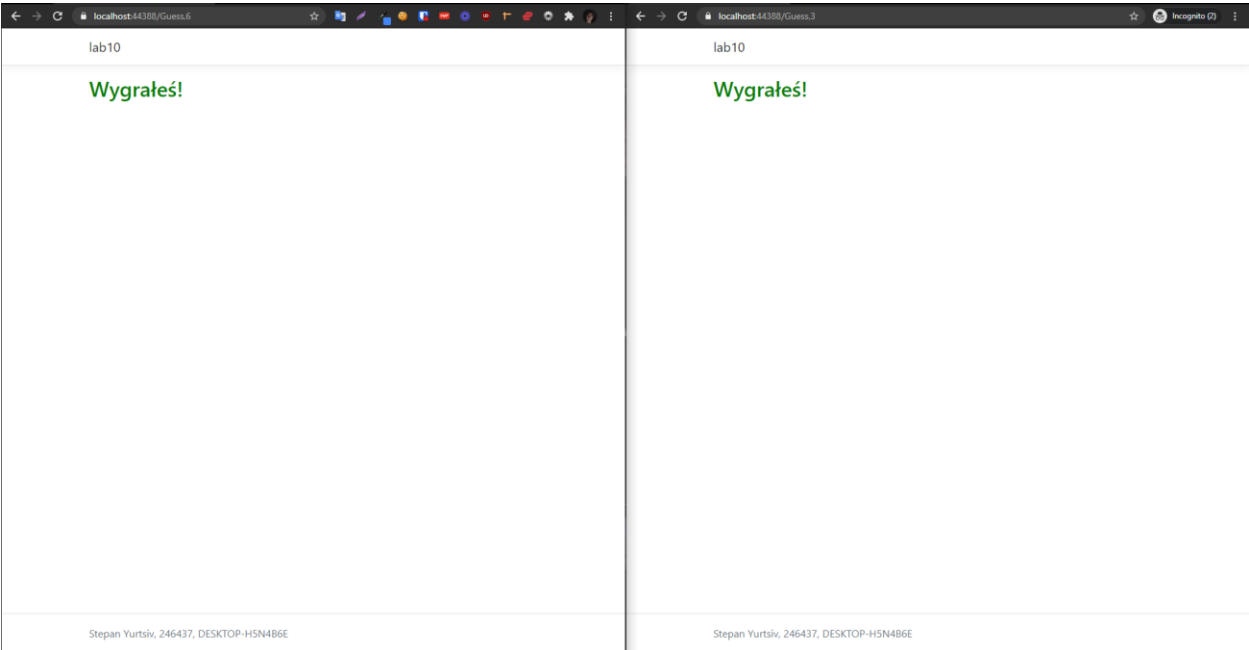 localhost:44388/Guess,6
lab10
Wygrałeś!
Stepan Yurtsiv, 246437, DESKTOP-H5N4B6E
localhost:44388/Guess,3
Incognito (2)
lab10
Wygrałeś!
Stepan Yurtsiv, 246437, DESKTOP-H5N4B6E